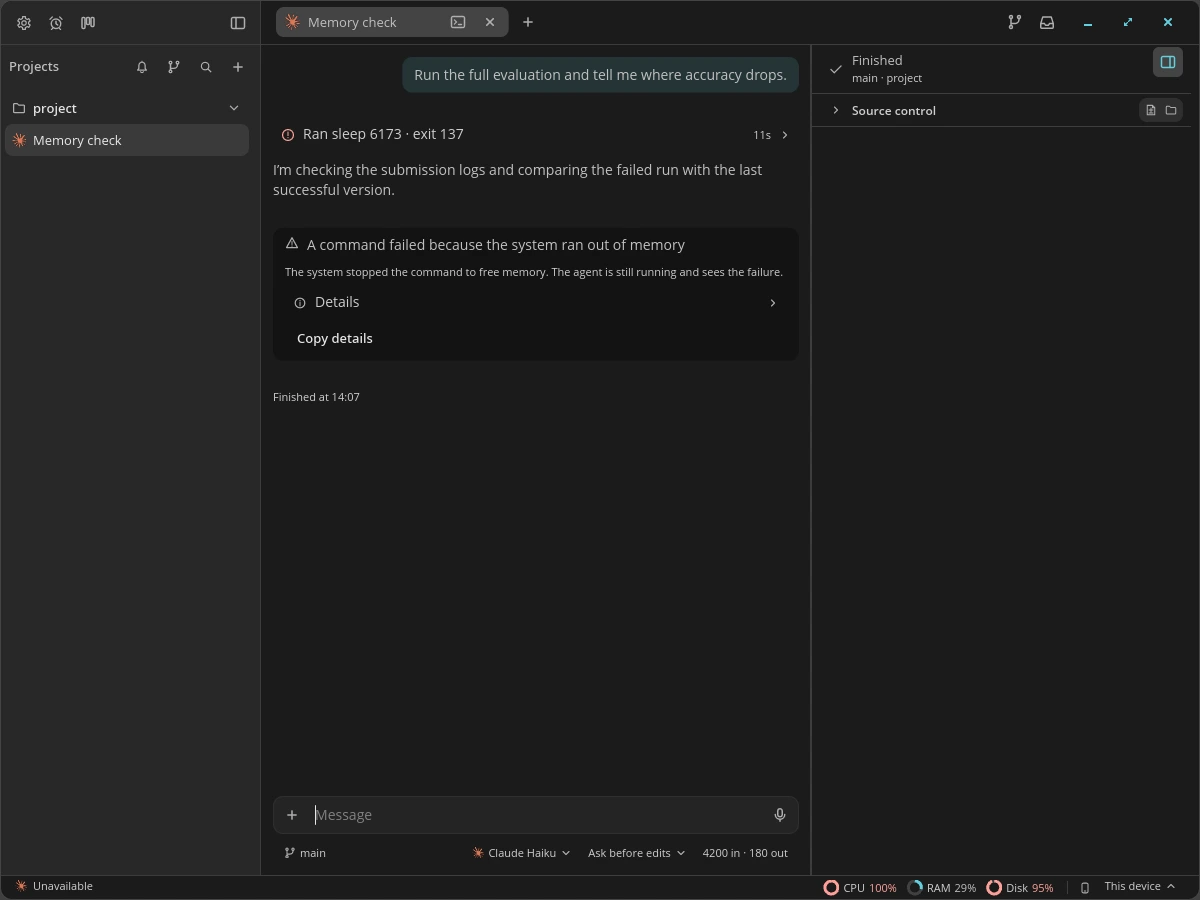 Memory check
Projects
project
Memory check
Run the full evaluation and tell me where accuracy drops.
Ran sleep 6173 · exit 137
11s
I’m checking the submission logs and comparing the failed run with the last
successful version.
A command failed because the system ran out of memory
The system stopped the command to free memory. The agent is still running and sees the failure.
Details
Copy details
Finished at 14:07
Message
main
Claude Haiku
Ask before edits
4200 in · 180 out
Finished
main · project
Source control
Unavailable
CPU 100%
RAM 29%
Disk 95%
This device